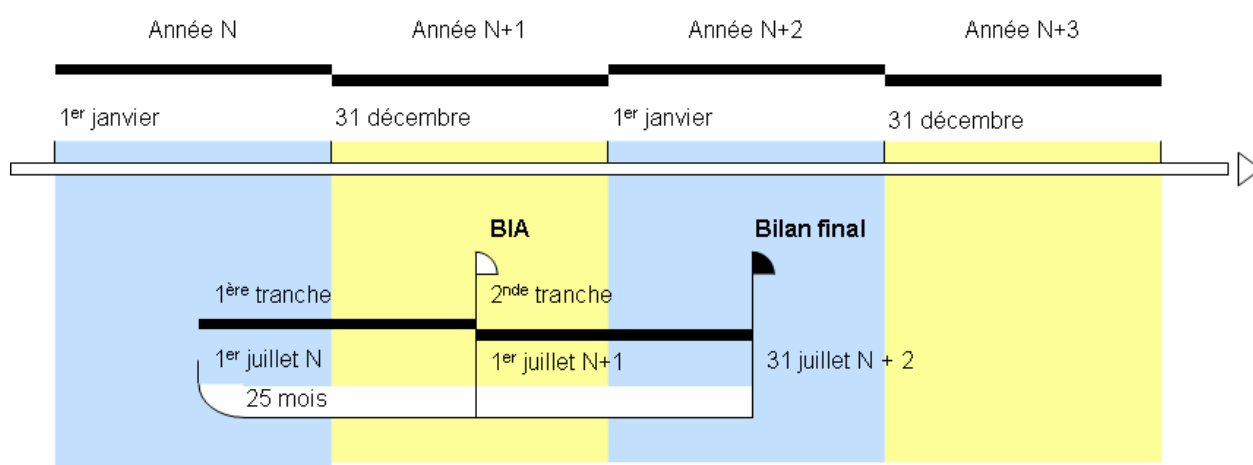 Année N
Année N+1
Année N+2
Année N+3
1er janvier
31 décembre
1er janvier
31 décembre
BIA
Bilan final
1ère tranche
2nde tranche
1er juillet N
1er juillet N+1
31 juillet N + 2
25 mois